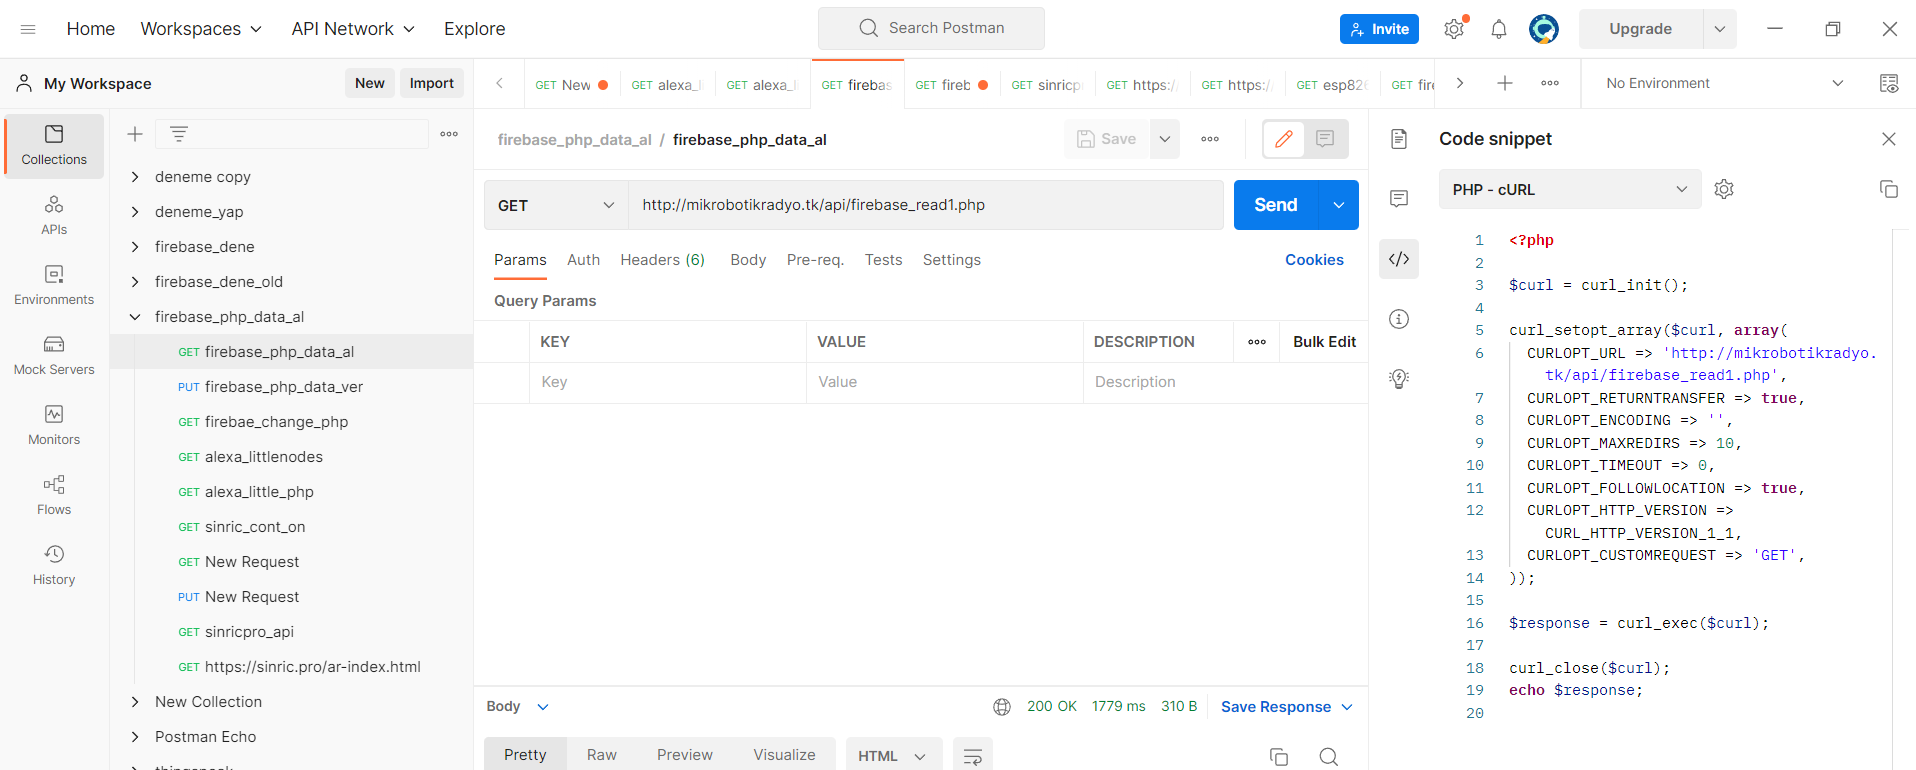 Home
Workspaces
API Network
Explore
Search Postman
Invite
Upgrade
My Workspace
New
Import
GET New
GET alexa_l
GET alexa_l
GET firebas
GET fireb
GET sinricp
GET https:/
GET https:/
GET esp826
GET fire
No Environment
Collections
APIs
Environments
Mock Servers
Monitors
Flows
History
deneme copy
deneme_yap
firebase_dene
firebase_dene_old
firebase_php_data_al
GET firebase_php_data_al
PUT firebase_php_data_ver
GET firebae_change_php
GET alexa_littlenodes
GET alexa_little_php
GET sinric_cont_on
GET New Request
PUT New Request
GET sinricpro_api
GET https://sinric.pro/ar-index.html
New Collection
Postman Echo
firebase_php_data_al / firebase_php_data_al
Save
GET
http://mikrobotikradyo.tk/api/firebase_read1.php
Send
Params
Auth
Headers (6)
Body
Pre-req.
Tests
Settings
Cookies
Query Params
KEY
VALUE
DESCRIPTION
Bulk Edit
Key
Value
Description
Body
200 OK
1779 ms
310 B
Save Response
Pretty
Raw
Preview
Visualize
HTML
Code snippet
PHP - cURL
1 <?php
2
3 $curl = curl_init();
4
5 curl_setopt_array($curl, array(
6 CURLOPT_URL => 'http://mikrobotikradyo.
tk/api/firebase_read1.php',
7 CURLOPT_RETURNTRANSFER => true,
8 CURLOPT_ENCODING => '',
9 CURLOPT_MAXREDIRS => 10,
10 CURLOPT_TIMEOUT => 0,
11 CURLOPT_FOLLOWLOCATION => true,
12 CURLOPT_HTTP_VERSION =>
CURL_HTTP_VERSION_1_1,
13 CURLOPT_CUSTOMREQUEST => 'GET',
14 ));
15
16 $response = curl_exec($curl);
17
18 curl_close($curl);
19 echo $response;
20